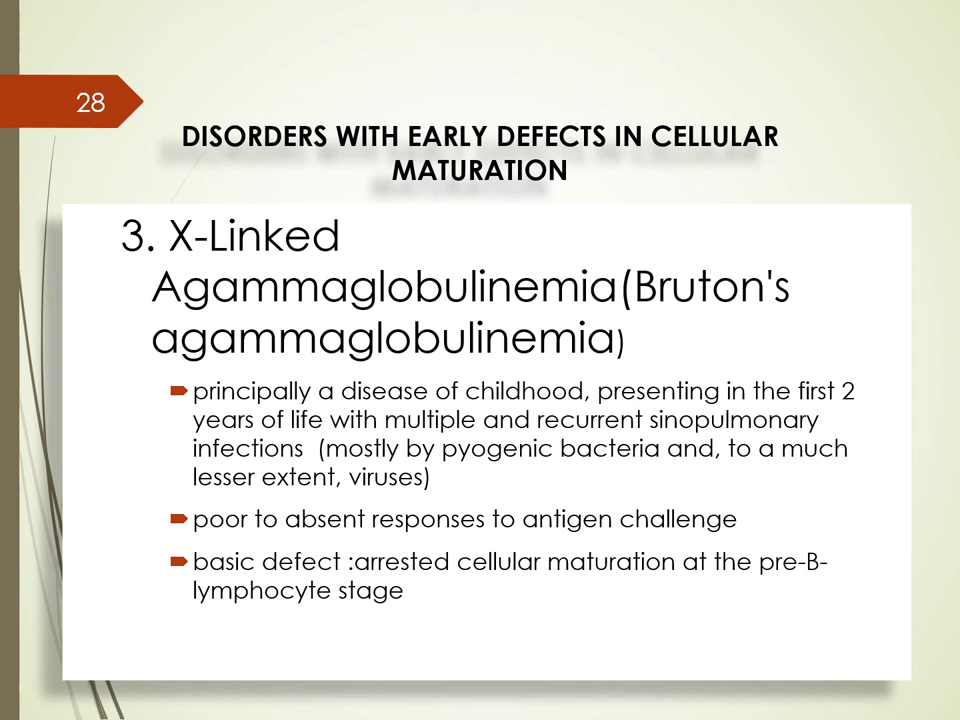 28
DISORDERS WITH EARLY DEFECTS IN CELLULAR
MATURATION
3. X-Linked
Agammaglobulinemia(Bruton's
agammaglobulinemia)
principally a disease of childhood, presenting in the first 2
years of life with multiple and recurrent sinopulmonary
infections  (mostly by pyogenic bacteria and, to a much
lesser extent, viruses)
poor to absent responses to antigen challenge
basic defect :arrested cellular maturation at the pre-B-
lymphocyte stage